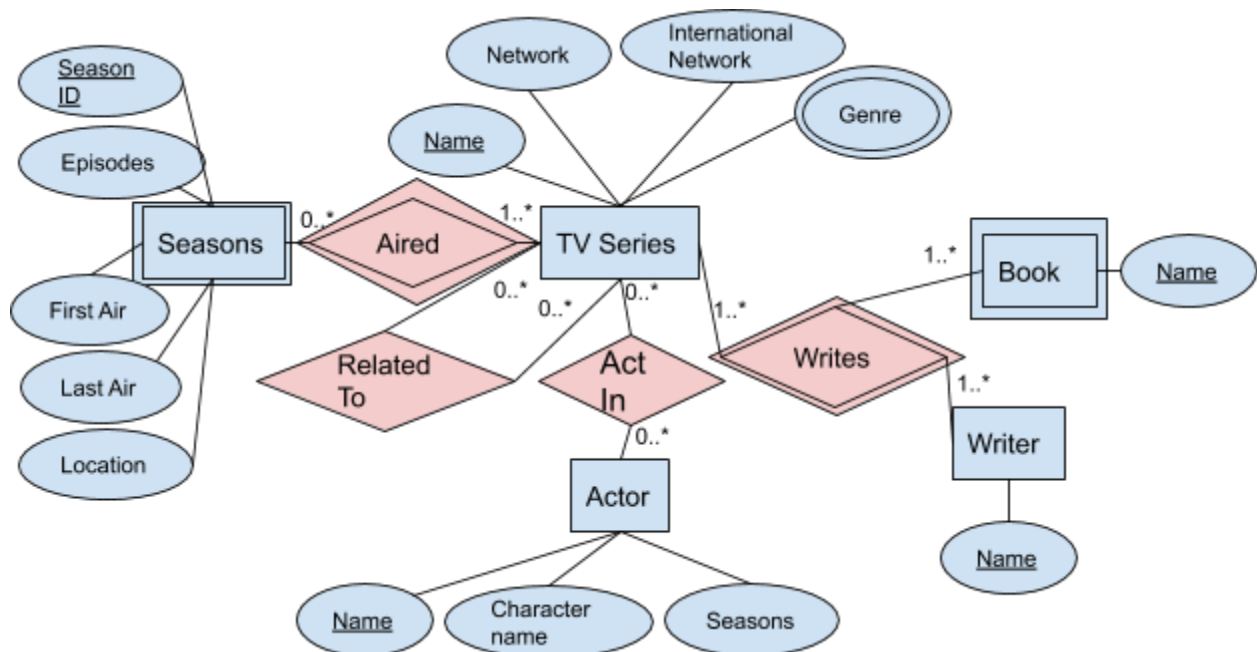 International
Network
Network
Season
ID
Genre
Name
Episodes
0..*
1..*
Seasons
Aired
TV Series
1..*
Book
Name
0..*
0..*
0..*
First Air
1..*
Related
To
Act
In
Writes
Last Air
1..*
0..*
Writer
Location
Actor
Name
Character
name
Seasons
Name